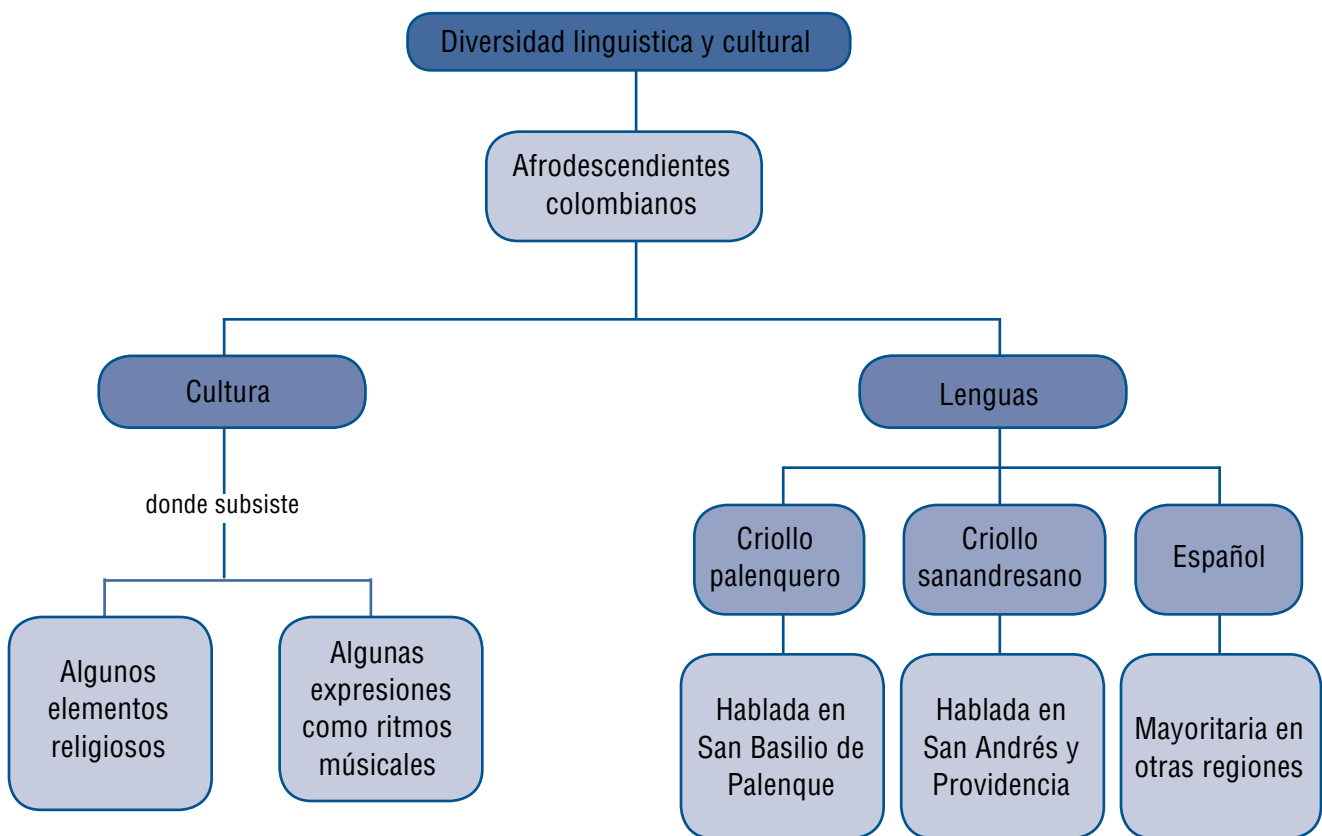 Diversidad linguistica y cultural
Afrodescendientes
colombianos
Cultura
donde subsiste
Algunos
elementos
religiosos
Algunas
expresiones
como ritmos
músicales
Lenguas
Criollo
palenquero
Hablada en
San Basilio de
Palenque
Criollo
sanandresano
Hablada en
San Andrés y
Providencia
Español
Mayoritaria en
otras regiones